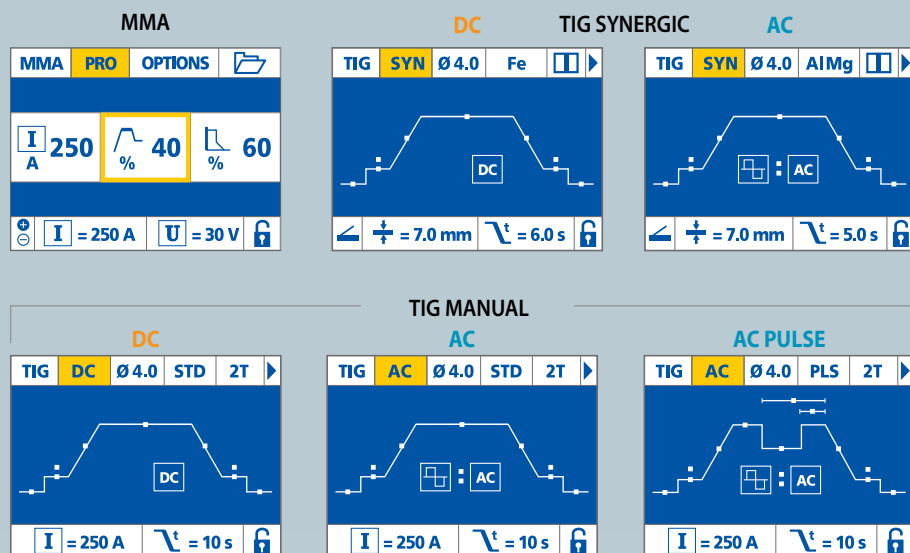 MMA
MMA PRO OPTIONS
I A 250 % 40 % 60
I = 250 A U = 30 V
TIG SYNERGIC
DC
TIG SYN Ø 4.0 Fe
DC
= 7.0 mm t = 6.0 s
AC
TIG SYN Ø 4.0 AlMg
: AC
= 7.0 mm t = 5.0 s
TIG MANUAL
DC
TIG DC Ø 4.0 STD 2T
DC
I = 250 A t = 10 s
AC
TIG AC Ø 4.0 STD 2T
: AC
I = 250 A t = 10 s
AC PULSE
TIG AC Ø 4.0 PLS 2T
: AC
I = 250 A t = 10 s